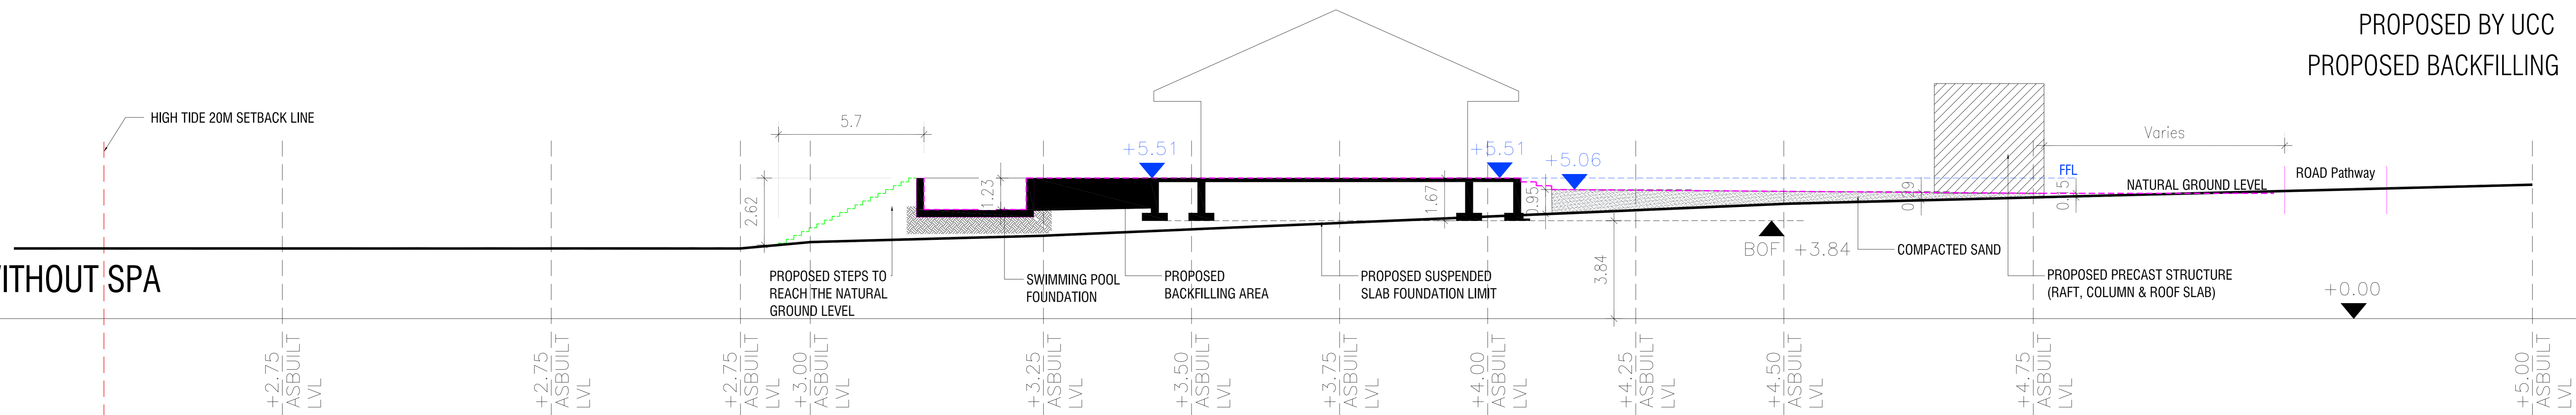 PROPOSED BY UCC
PROPOSED BACKFILLING
HIGH TIDE 20M SETBACK LINE
5.7
Varies
+5.51
+5.51
+5.06
FFL
ROAD Pathway
NATURAL GROUND LEVEL
2.62
1.23
1.67
0.95
WITHOUT SPA
PROPOSED STEPS TO
REACH THE NATURAL
GROUND LEVEL
SWIMMING POOL
FOUNDATION
PROPOSED
BACKFILLING AREA
PROPOSED SUSPENDED
SLAB FOUNDATION LIMIT
3.84
BOF +3.84
COMPACTED SAND
PROPOSED PRECAST STRUCTURE
(RAFT, COLUMN & ROOF SLAB)
+0.00
+2.75
ASBUILT
LVL
+2.75
ASBUILT
LVL
+2.75
ASBUILT
LVL
+3.00
ASBUILT
LVL
+3.25
ASBUILT
LVL
+3.50
ASBUILT
LVL
+3.75
ASBUILT
LVL
+4.00
ASBUILT
LVL
+4.25
ASBUILT
LVL
+4.50
ASBUILT
LVL
+4.75
ASBUILT
LVL
+5.00
ASBUILT
LVL